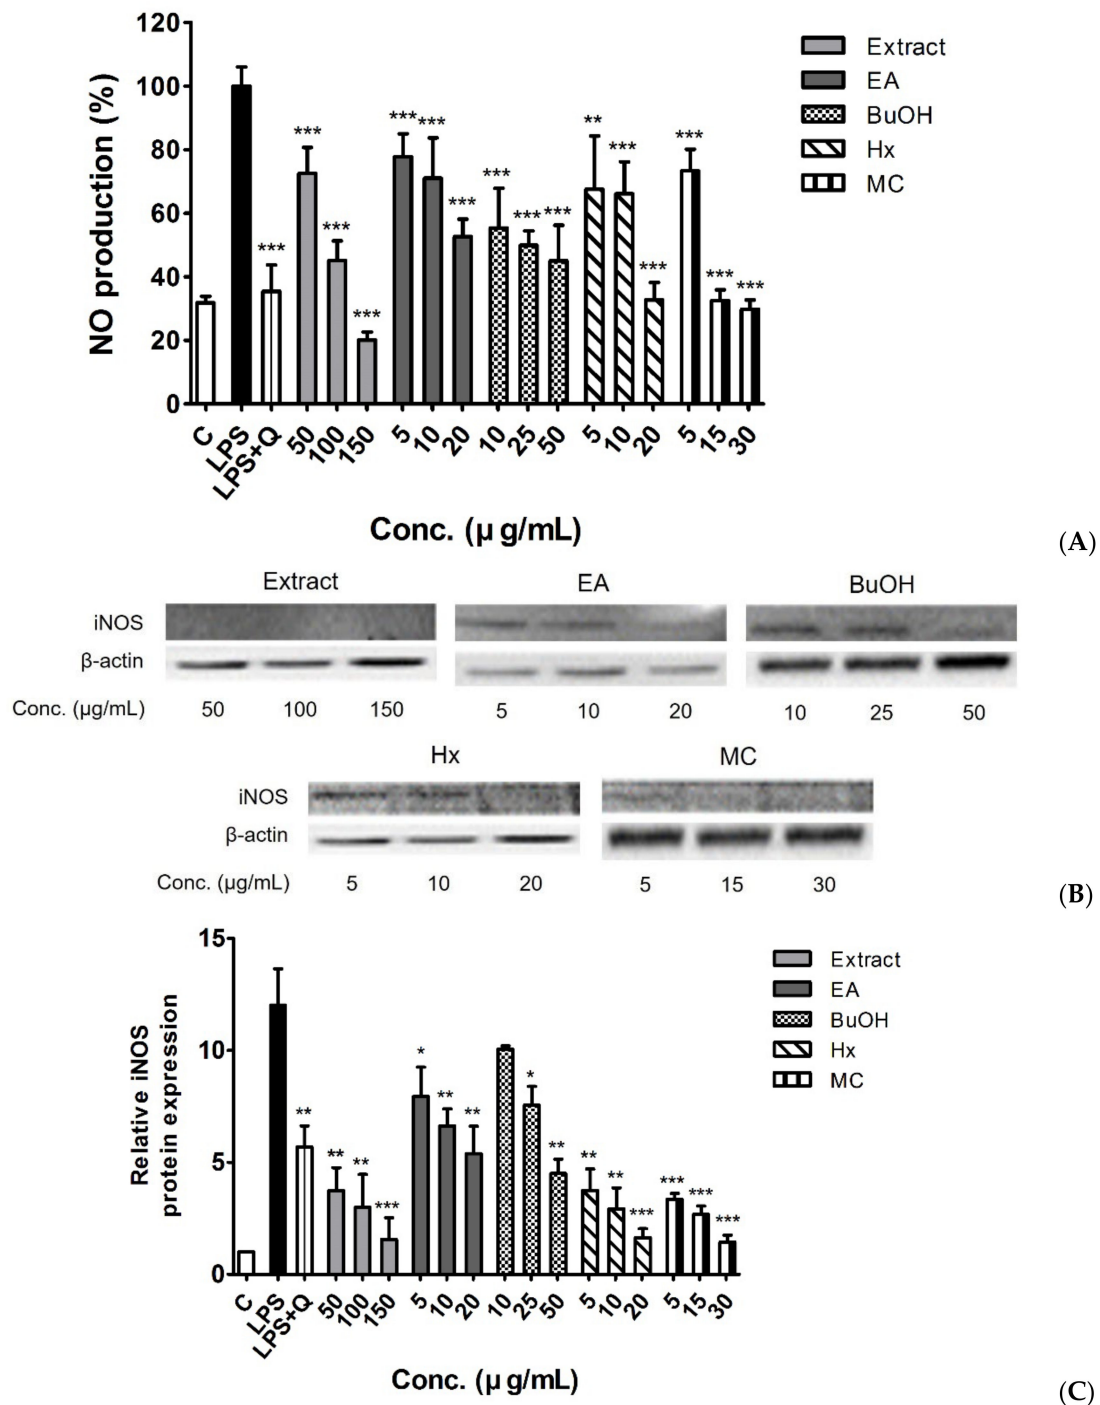 120
100
80
60
40
20
0
NO production (%)
*** *** *** *** *** *** *** *** *** *** *** ** *** *** *** *** ***
C LPS LPS+Q 50 100 150 5 10 20 10 25 50 5 10 20 5 15 30
Conc. (µ g/mL)
Extract
EA
BuOH
Hx
MC
(A)
Extract EA BuOH
iNOS
β-actin
Conc. (µg/mL) 50 100 150 5 10 20 10 25 50
Hx MC
iNOS
β-actin
Conc. (µg/mL) 5 10 20 5 15 30
(B)
15
10
5
0
Relative iNOS
protein expression
** ** ** *** * ** ** * ** ** ** *** *** *** ***
C LPS LPS+Q 50 100 150 5 10 20 10 25 50 5 10 20 5 15 30
Conc. (µ g/mL)
Extract
EA
BuOH
Hx
MC
(C)